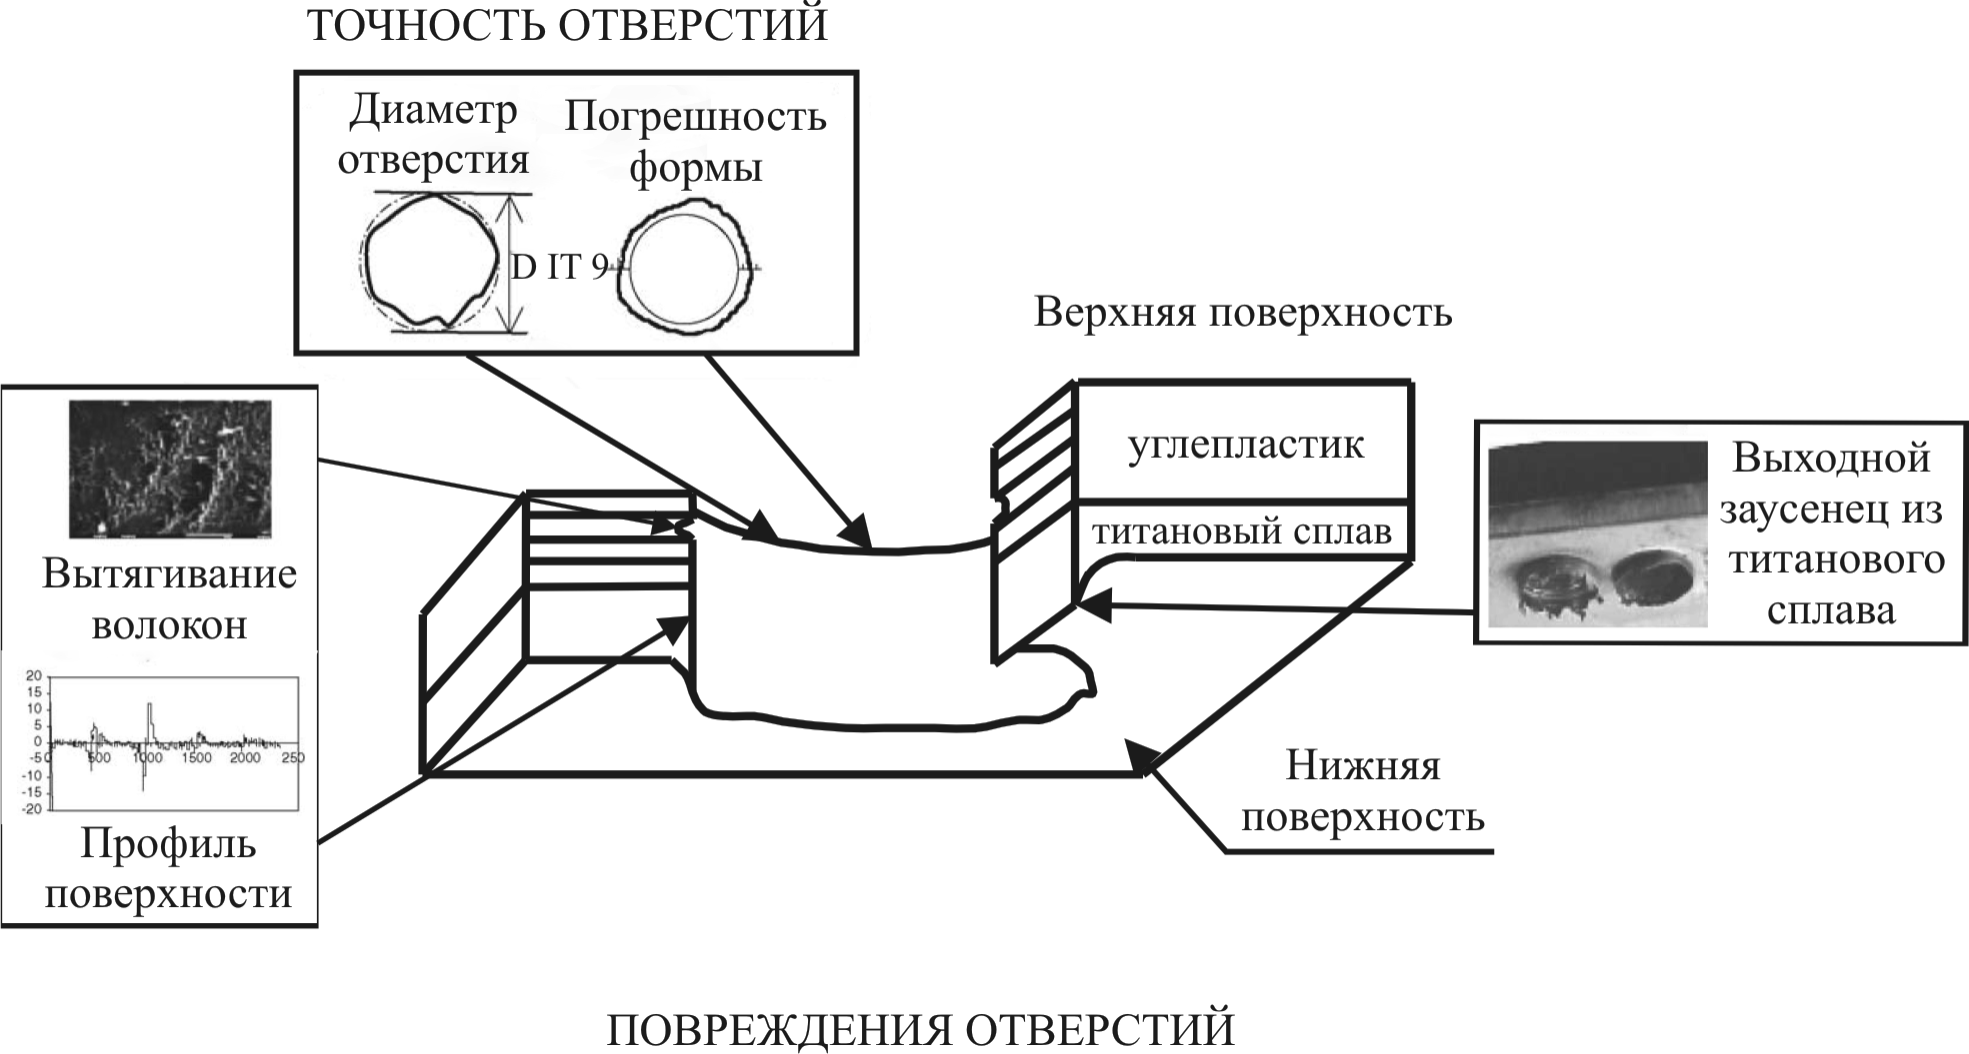 ТОЧНОСТЬ ОТВЕРСТИЙ
Диаметр
отверстия
Погрешность
формы
D IT 9
Верхняя поверхность
углепластик
титановый сплав
Выходной
заусенец из
титанового
сплава
Вытягивание
волокон
20
15
10
5
0
-5
-10
-15
-20
0 500 1000 1500 2000 250
Профиль
поверхности
Нижняя
поверхность
ПОВРЕЖДЕНИЯ ОТВЕРСТИЙ